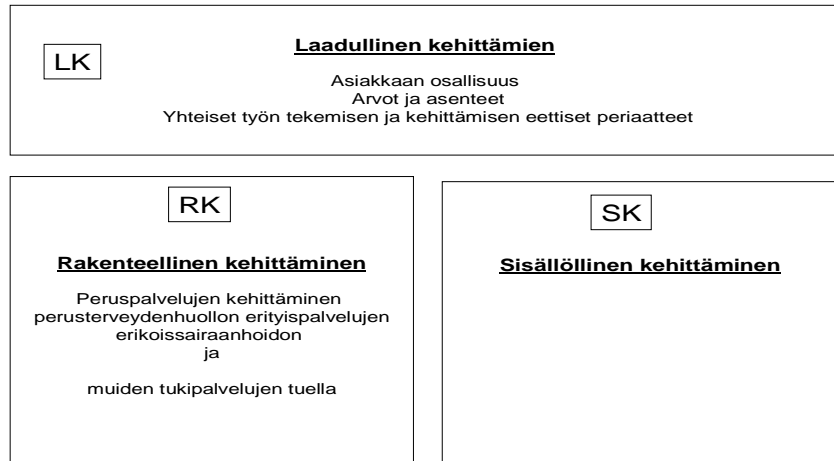 LK
Laadullinen kehittämien
Asiakkaan osallisuus
Arvot ja asenteet
Yhteiset työn tekemisen ja kehittämisen eettiset periaatteet
RK
Rakenteellinen kehittäminen
Peruspalvelujen kehittäminen
perusterveydenhuollon erityispalvelujen
erikoissairaanhoidon
ja
muiden tukipalvelujen tuella
SK
Sisällöllinen kehittäminen